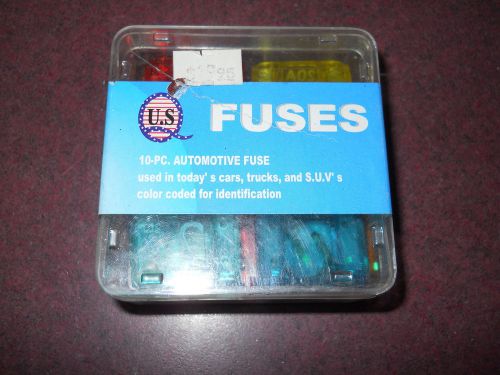 U.S
FUSES
10-PC. AUTOMOTIVE FUSE
used in today' s cars, trucks, and S.U.V' s
color coded for identification